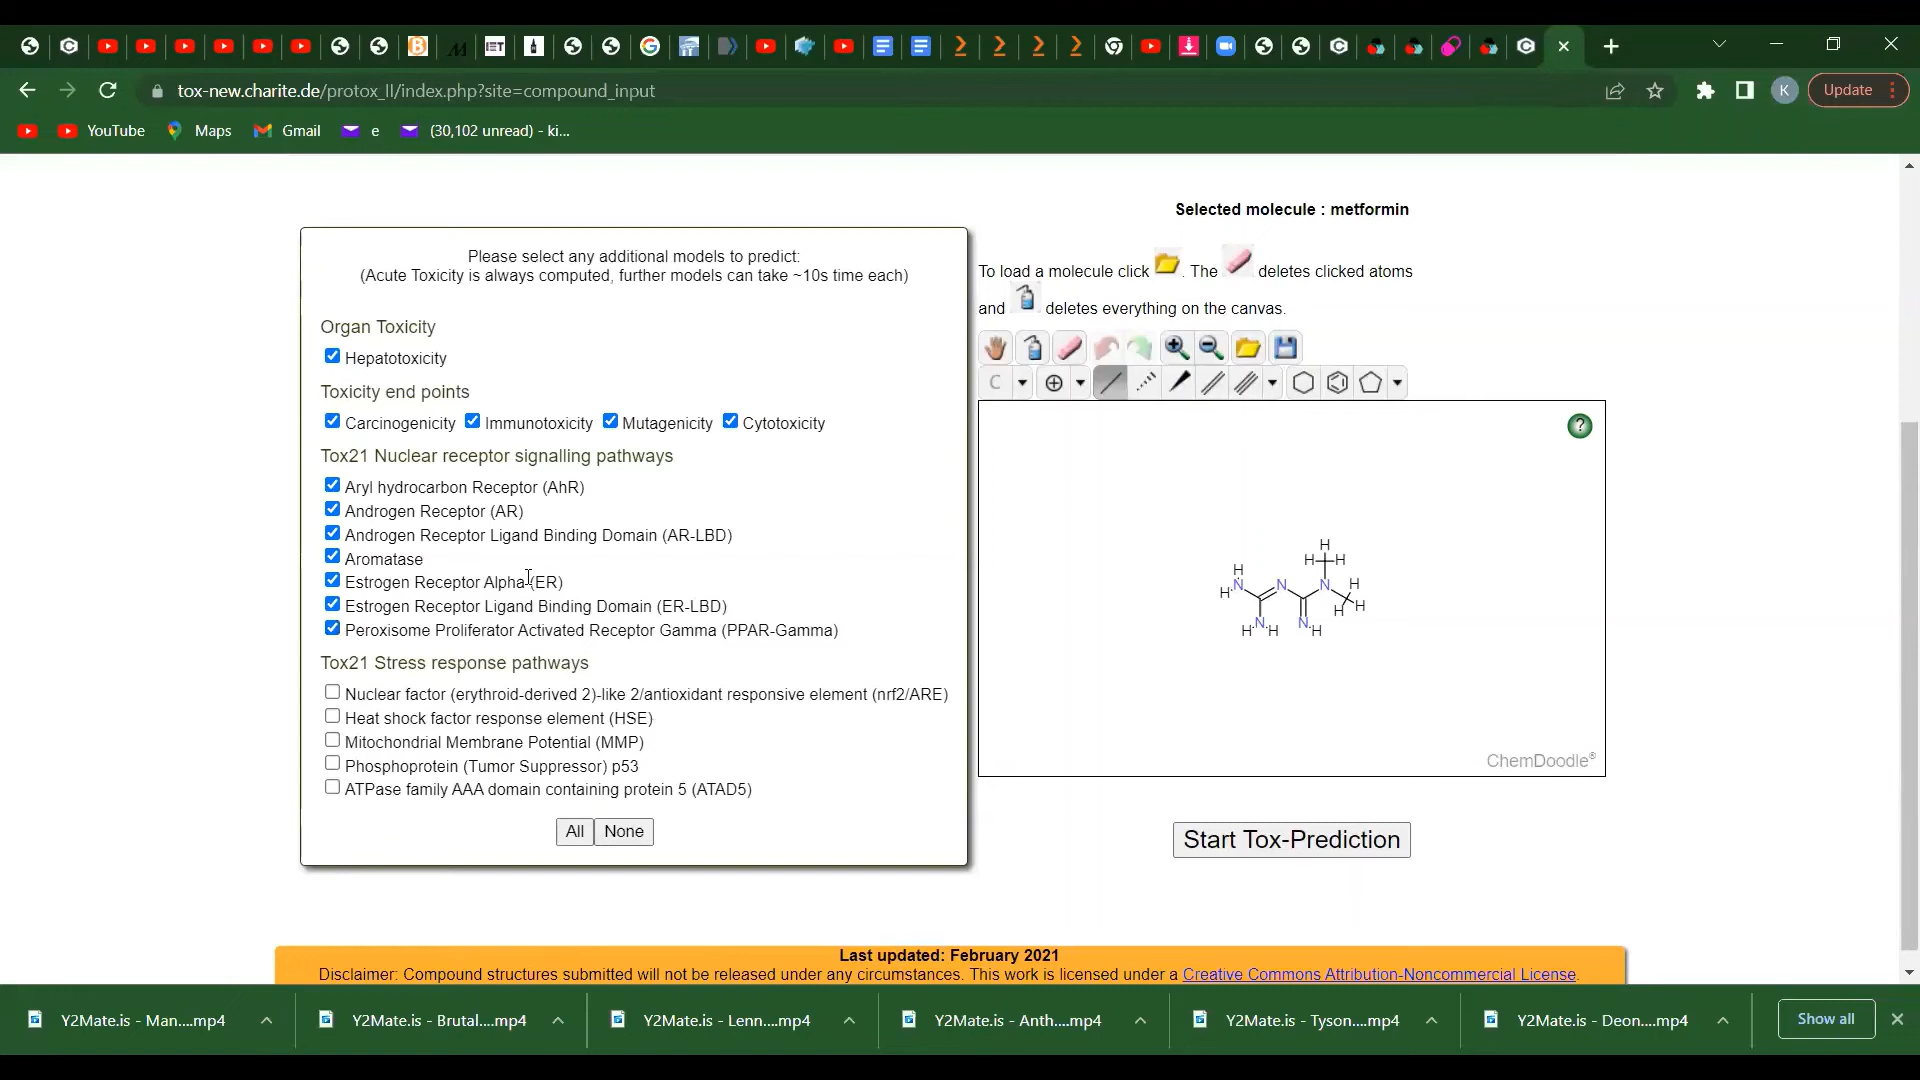 tox-new.charite.de/protox_II/index.php?site=compound_input
K
Update
YouTube
Maps
Gmail
e
(30,102 unread) - ki...
Selected molecule : metformin
Please select any additional models to predict:
(Acute Toxicity is always computed, further models can take ~10s time each)
To load a molecule click . The deletes clicked atoms
and deletes everything on the canvas.
Organ Toxicity
Hepatotoxicity
Toxicity end points
Carcinogenicity Immunotoxicity Mutagenicity Cytotoxicity
Tox21 Nuclear receptor signalling pathways
Aryl hydrocarbon Receptor (AhR)
Androgen Receptor (AR)
Androgen Receptor Ligand Binding Domain (AR-LBD)
Aromatase
Estrogen Receptor Alpha (ER)
Estrogen Receptor Ligand Binding Domain (ER-LBD)
Peroxisome Proliferator Activated Receptor Gamma (PPAR-Gamma)
Tox21 Stress response pathways
Nuclear factor (erythroid-derived 2)-like 2/antioxidant responsive element (nrf2/ARE)
Heat shock factor response element (HSE)
Mitochondrial Membrane Potential (MMP)
Phosphoprotein (Tumor Suppressor) p53
ATPase family AAA domain containing protein 5 (ATAD5)
All None
C
?
H
H H
H N N N H
H H H
N N
H H H
ChemDoodle®
Start Tox-Prediction
Last updated: February 2021
Disclaimer: Compound structures submitted will not be released under any circumstances. This work is licensed under a Creative Commons Attribution-Noncommercial License.
Y2Mate.is - Man....mp4
Y2Mate.is - Brutal....mp4
Y2Mate.is - Lenn....mp4
Y2Mate.is - Anth....mp4
Y2Mate.is - Tyson....mp4
Y2Mate.is - Deon....mp4
Show all